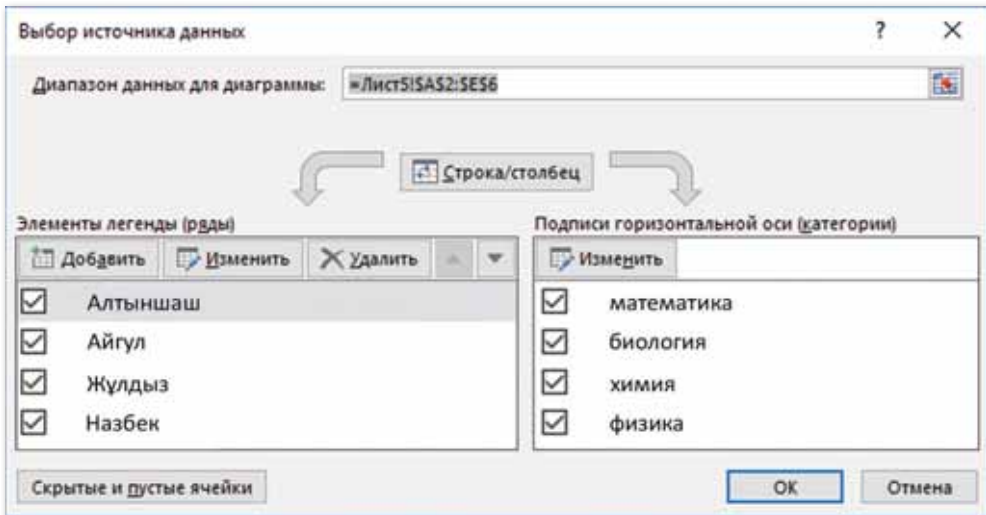 Выбор источника данных ? ×
Диапазон данных для диаграммы: =Лист5!$A$2:$E$6
Строка/столбец
Элементы легенды (ряды)
Добавить Изменить Удалить
Алтыншаш
Айгул
Жұлдыз
Назбек
Подписи горизонтальной оси (категории)
Изменить
математика
биология
химия
физика
Скрытые и пустые ячейки
ОК Отмена